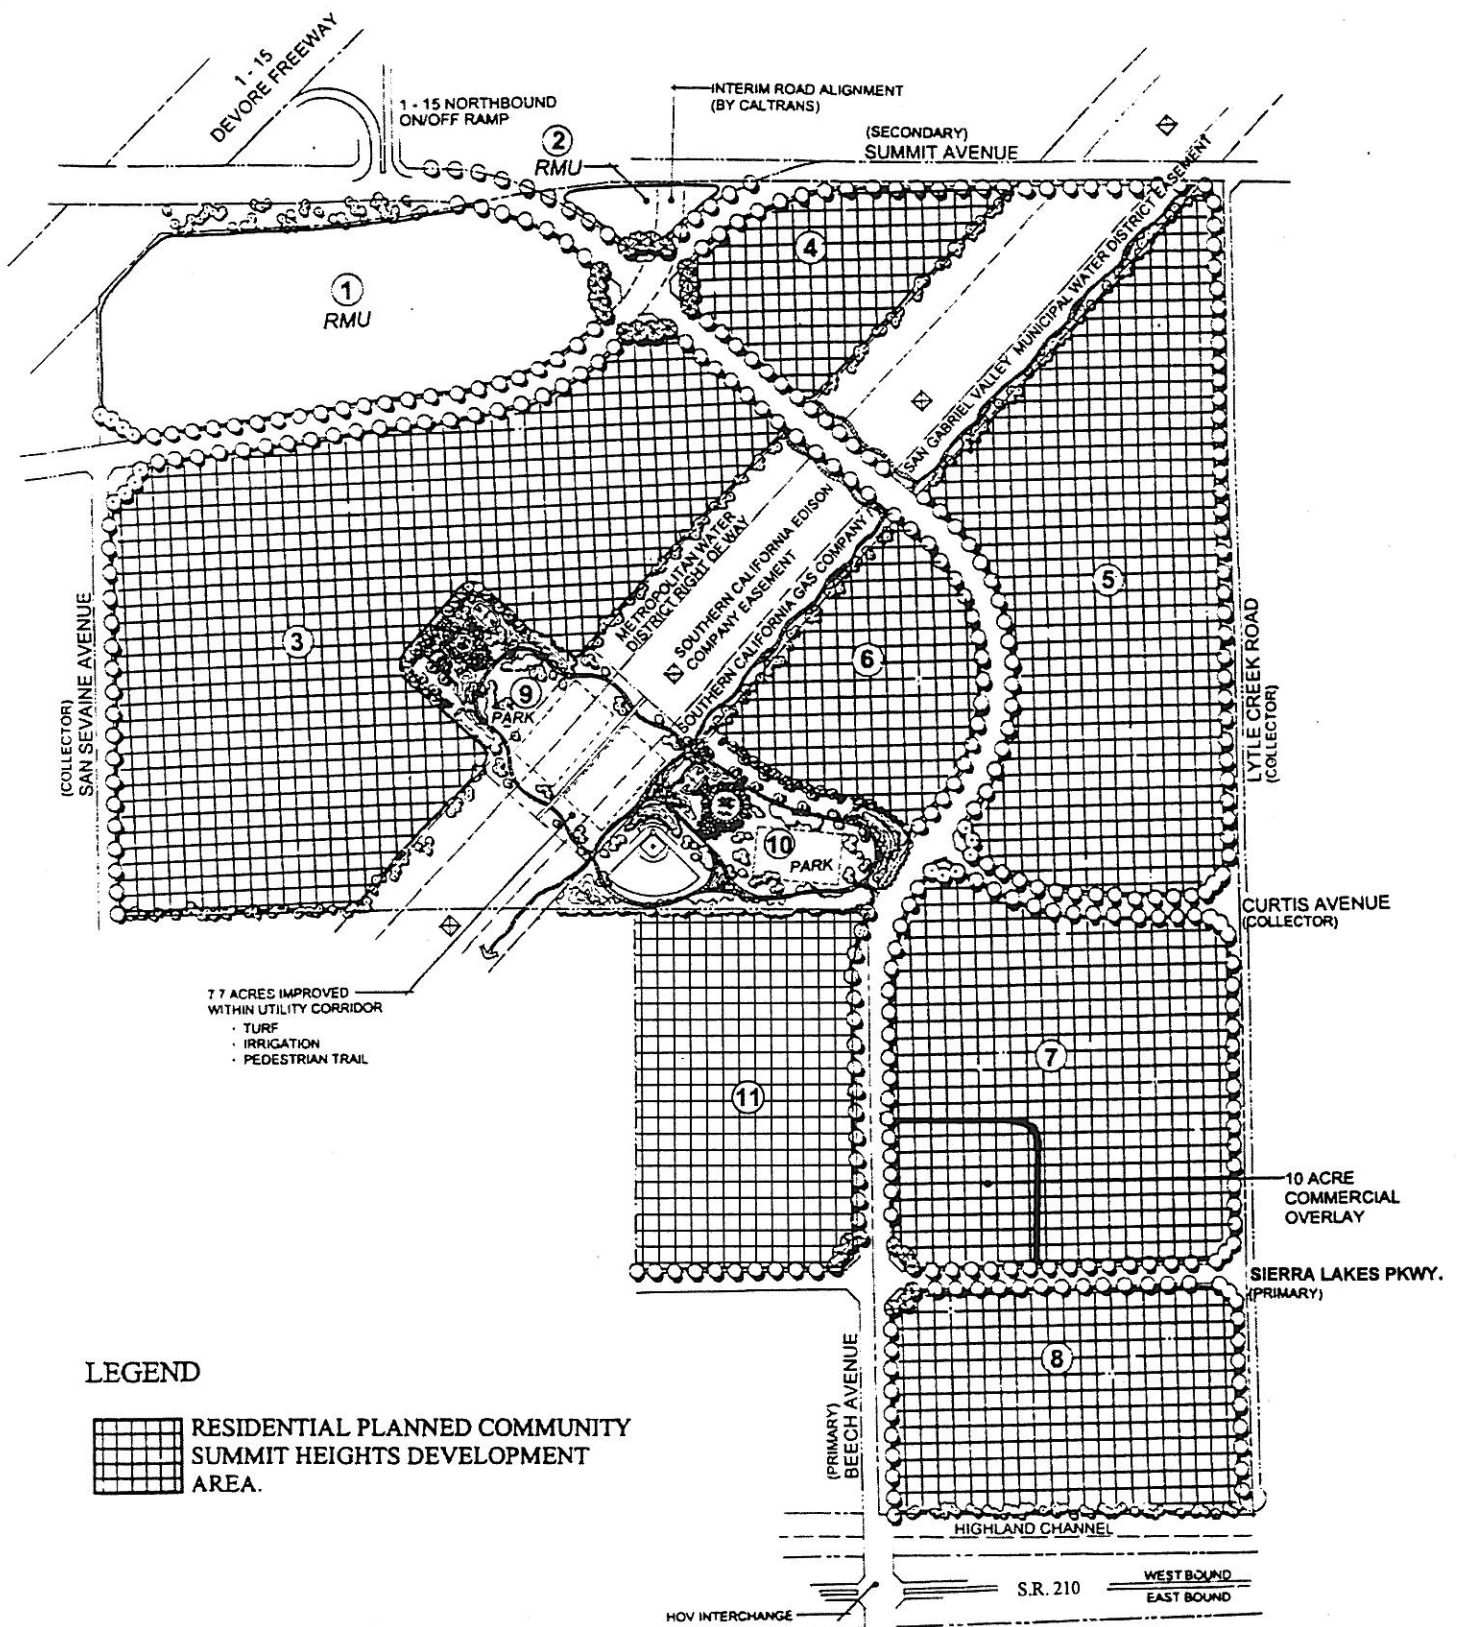 1 - 15
DEVORE FREEWAY
1 - 15 NORTHBOUND
ON/OFF RAMP
INTERIM ROAD ALIGNMENT
(BY CALTRANS)
2
RMU
(SECONDARY)
SUMMIT AVENUE
SAN GABRIEL VALLEY MUNICIPAL WATER DISTRICT EASEMENT
4
1
RMU
METROPOLITAN WATER
DISTRICT RIGHT OF WAY
SOUTHERN CALIFORNIA EDISON
COMPANY EASEMENT
SOUTHERN CALIFORNIA GAS COMPANY
5
3
6
9
PARK
(COLLECTOR)
SAN SEVAINE AVENUE
LYTLE CREEK ROAD
(COLLECTOR)
10
PARK
CURTIS AVENUE
(COLLECTOR)
7 7 ACRES IMPROVED
WITHIN UTILITY CORRIDOR
· TURF
· IRRIGATION
· PEDESTRIAN TRAIL
7
11
10 ACRE
COMMERCIAL
OVERLAY
SIERRA LAKES PKWY.
(PRIMARY)
8
(PRIMARY)
BEECH AVENUE
LEGEND
RESIDENTIAL PLANNED COMMUNITY
SUMMIT HEIGHTS DEVELOPMENT
AREA.
HIGHLAND CHANNEL
WEST BOUND
S.R. 210
EAST BOUND
HOV INTERCHANGE